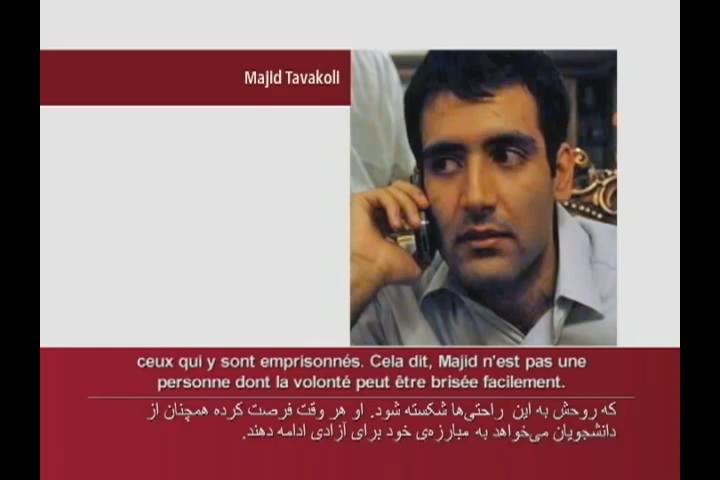 Majid Tavakoli
ceux qui y sont emprisonnés. Cela dit, Majid n'est pas une
personne dont la volonté peut être brisée facilement.
که روحش به این راحتی‌ها شکسته شود. او هر وقت فرصت کرده همچنان از
دانشجویان می‌خواهد به مبارزه‌ی خود برای آزادی ادامه دهند.